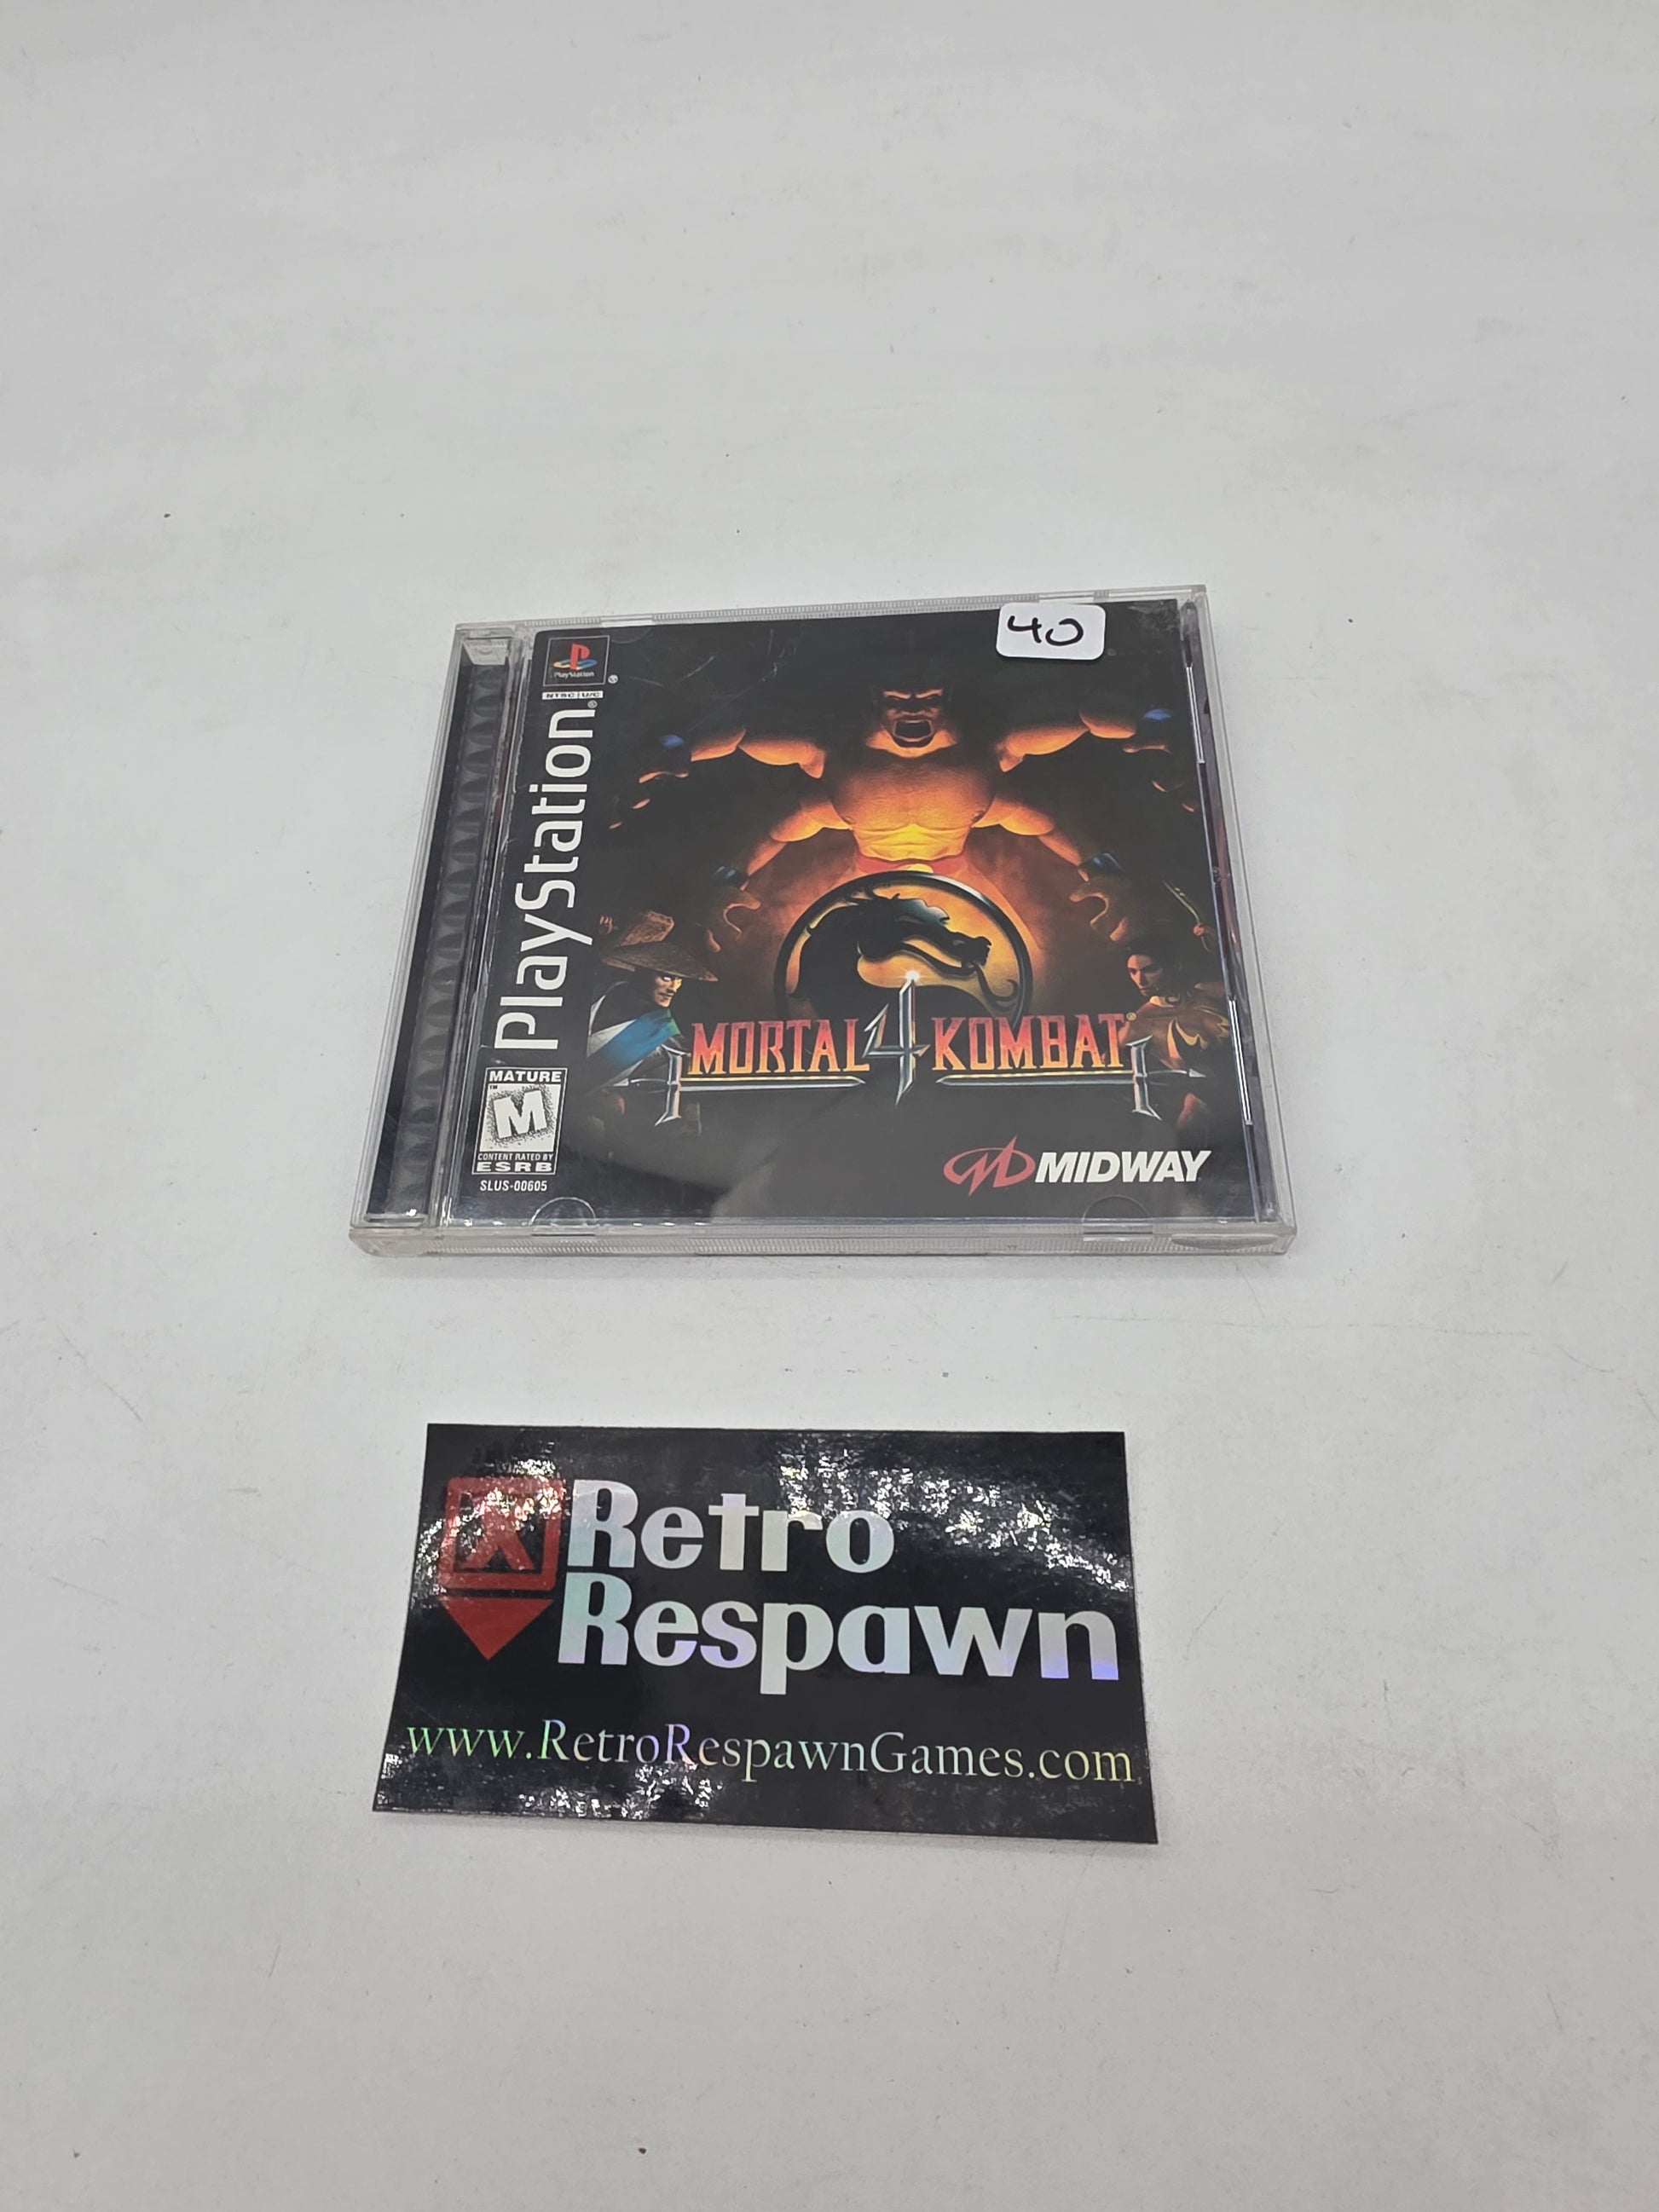 40
PlayStation
NTSC U/C
PlayStation®
MORTAL 4 KOMBAT®
MATURE
M
CONTENT RATED BY
ESRB
SLUS-00605
MIDWAY
Retro
Respawn
www.RetroRespawnGames.com